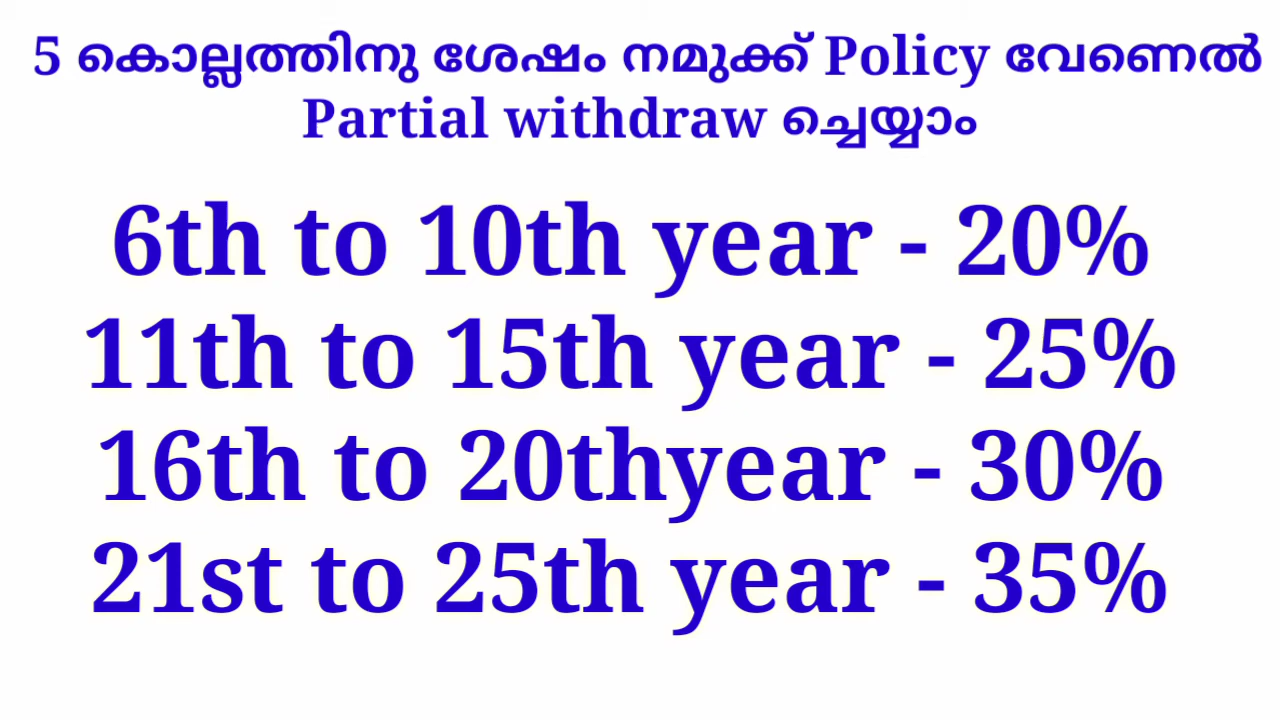 5 കൊല്ലത്തിനു ശേഷം നമുക്ക് Policy വേണെൽ
Partial withdraw ച്ചെയ്യാം
6th to 10th year - 20%
11th to 15th year - 25%
16th to 20thyear - 30%
21st to 25th year - 35%